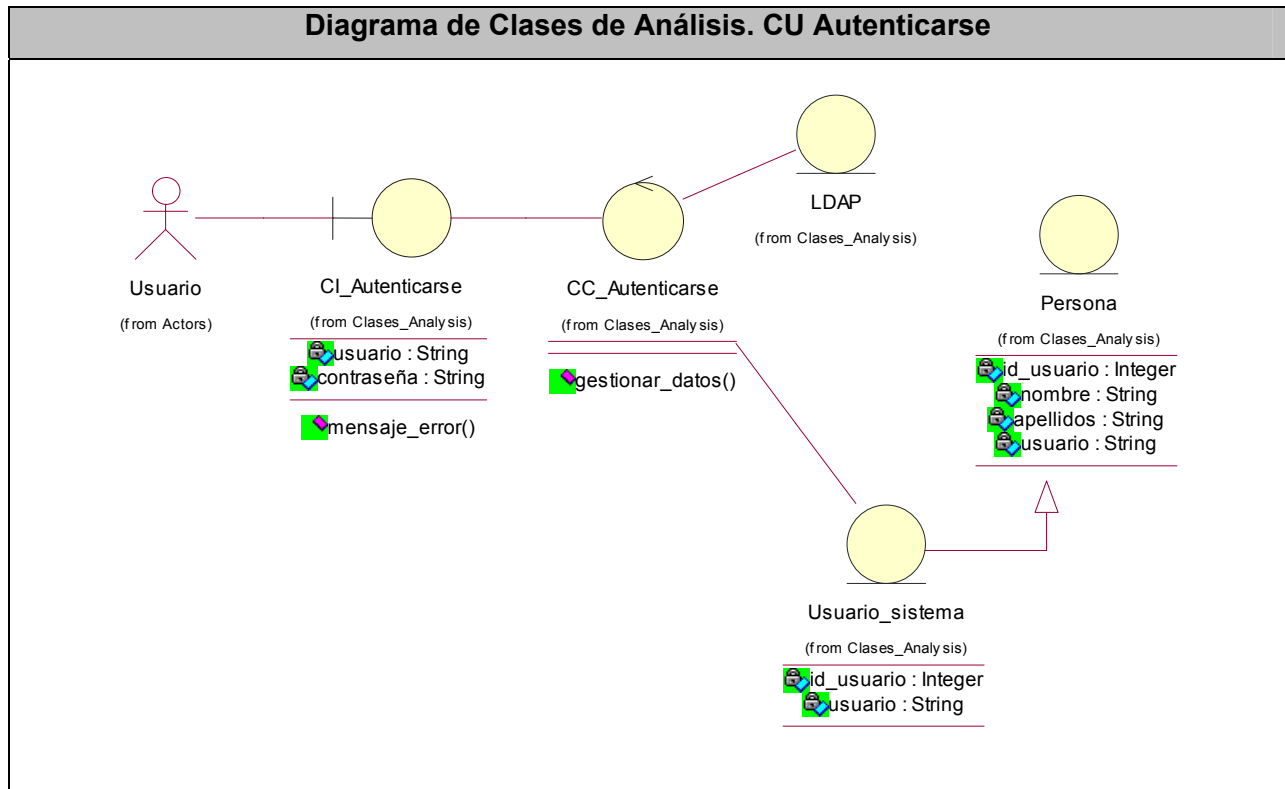 Diagrama de Clases de Análisis. CU Autenticarse
LDAP
(from Clases_Analysis)
Usuario
(from Actors)
CI_Autenticarse
(from Clases_Analysis)
usuario : String
contraseña : String
mensaje_error()
CC_Autenticarse
(from Clases_Analysis)
gestionar_datos()
Persona
(from Clases_Analysis)
id_usuario : Integer
nombre : String
apellidos : String
usuario : String
Usuario_sistema
(from Clases_Analysis)
id_usuario : Integer
usuario : String